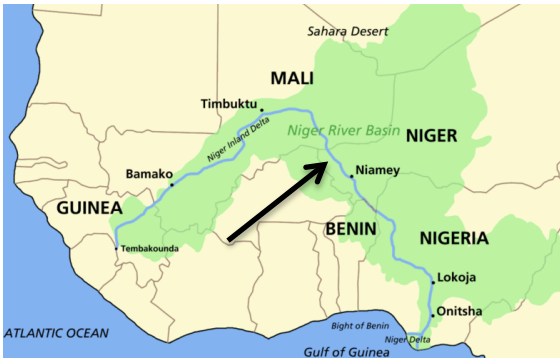 Sahara Desert
MALI
Timbuktu
Niger Inland Delta
Niger River Basin
NIGER
Bamako
Niamey
GUINEA
BENIN
NIGERIA
Tembakounda
Lokoja
Onitsha
ATLANTIC OCEAN
Bight of Benin
Niger Delta
Gulf of Guinea